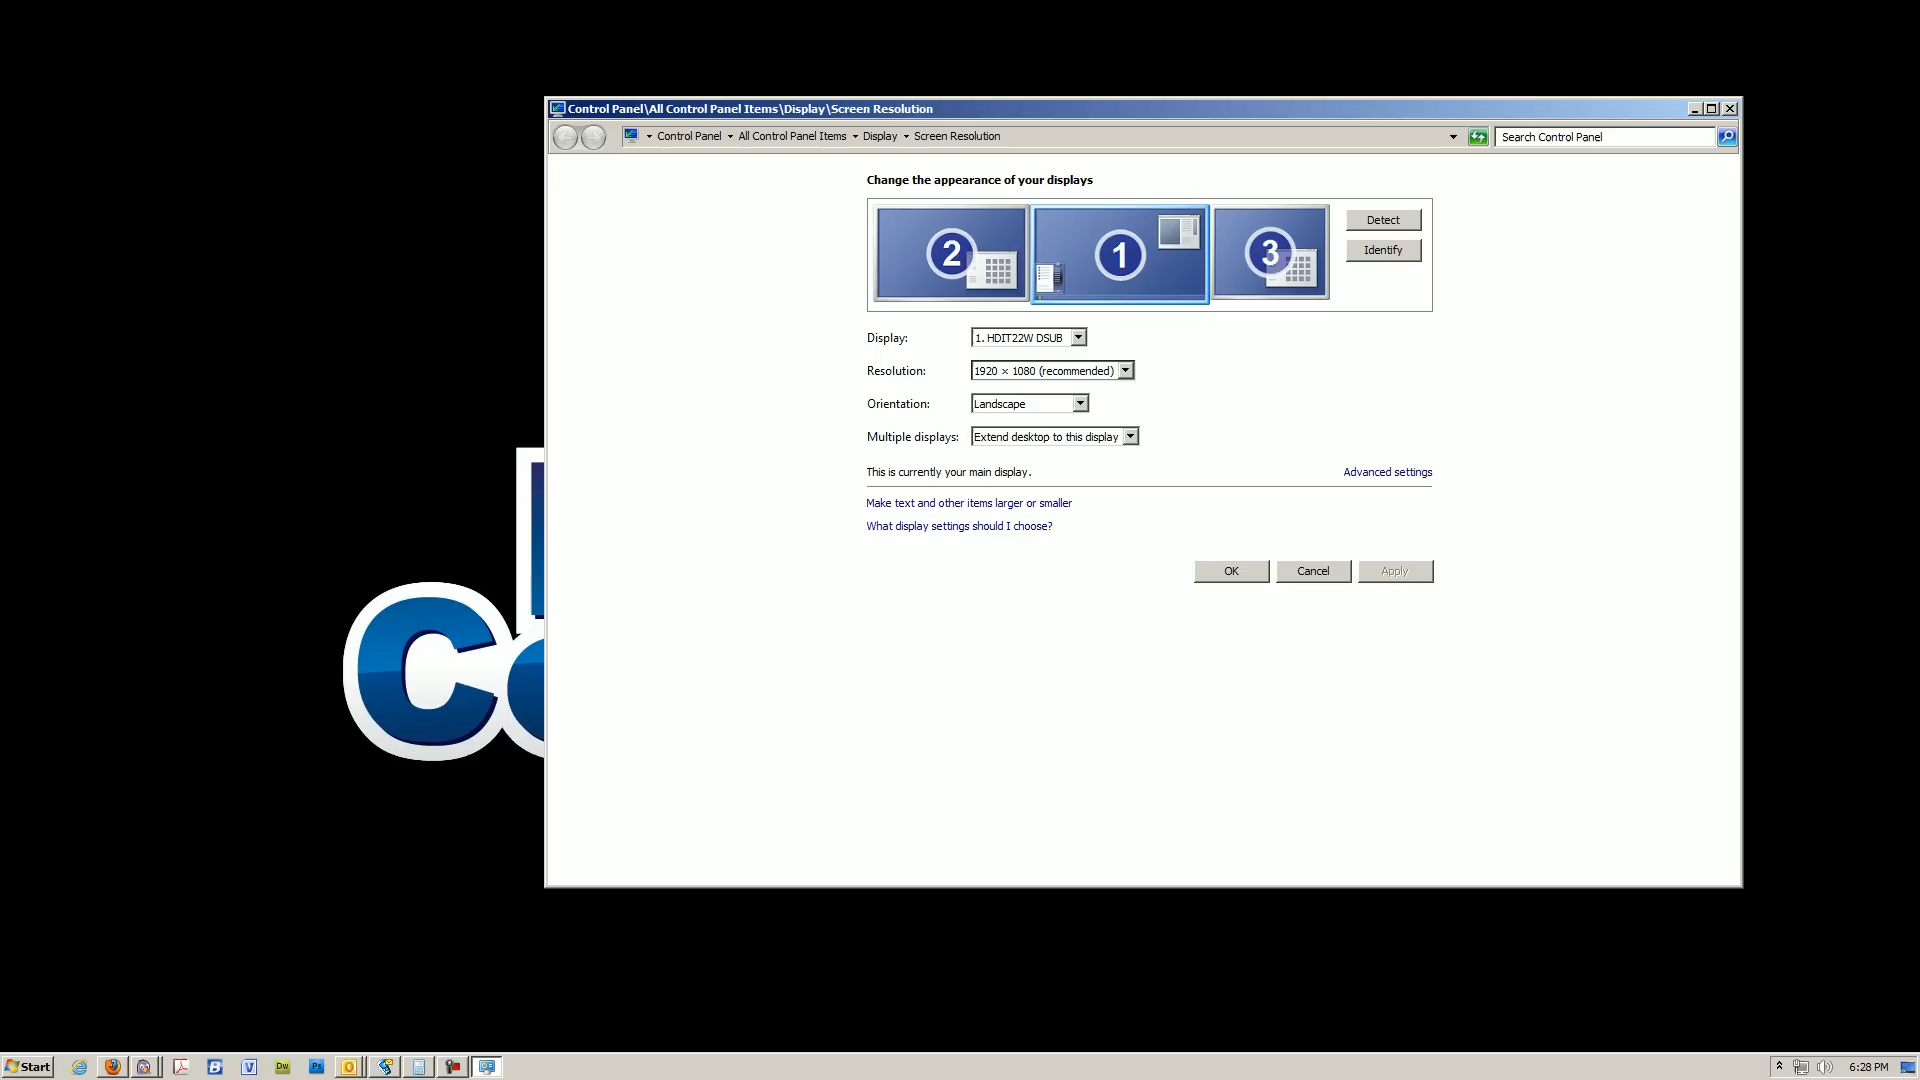 Control Panel\All Control Panel Items\Display\Screen Resolution
Control Panel All Control Panel Items Display Screen Resolution
Search Control Panel
Change the appearance of your displays
2 1 3
Detect
Identify
Display: 1. HDIT22W DSUB
Resolution: 1920 × 1080 (recommended)
Orientation: Landscape
Multiple displays: Extend desktop to this display
This is currently your main display. Advanced settings
Make text and other items larger or smaller
What display settings should I choose?
OK Cancel Apply
C
Start B V Dw Ps 6:28 PM